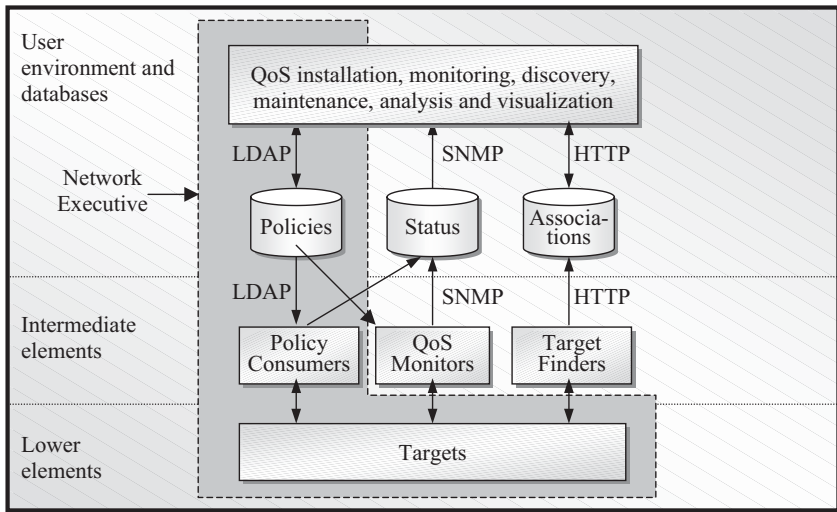 User
environment and
databases
QoS installation, monitoring, discovery,
maintenance, analysis and visualization
LDAP
SNMP
HTTP
Network
Executive
Policies
Status
Associa-
tions
LDAP
SNMP
HTTP
Intermediate
elements
Policy
Consumers
QoS
Monitors
Target
Finders
Lower
elements
Targets